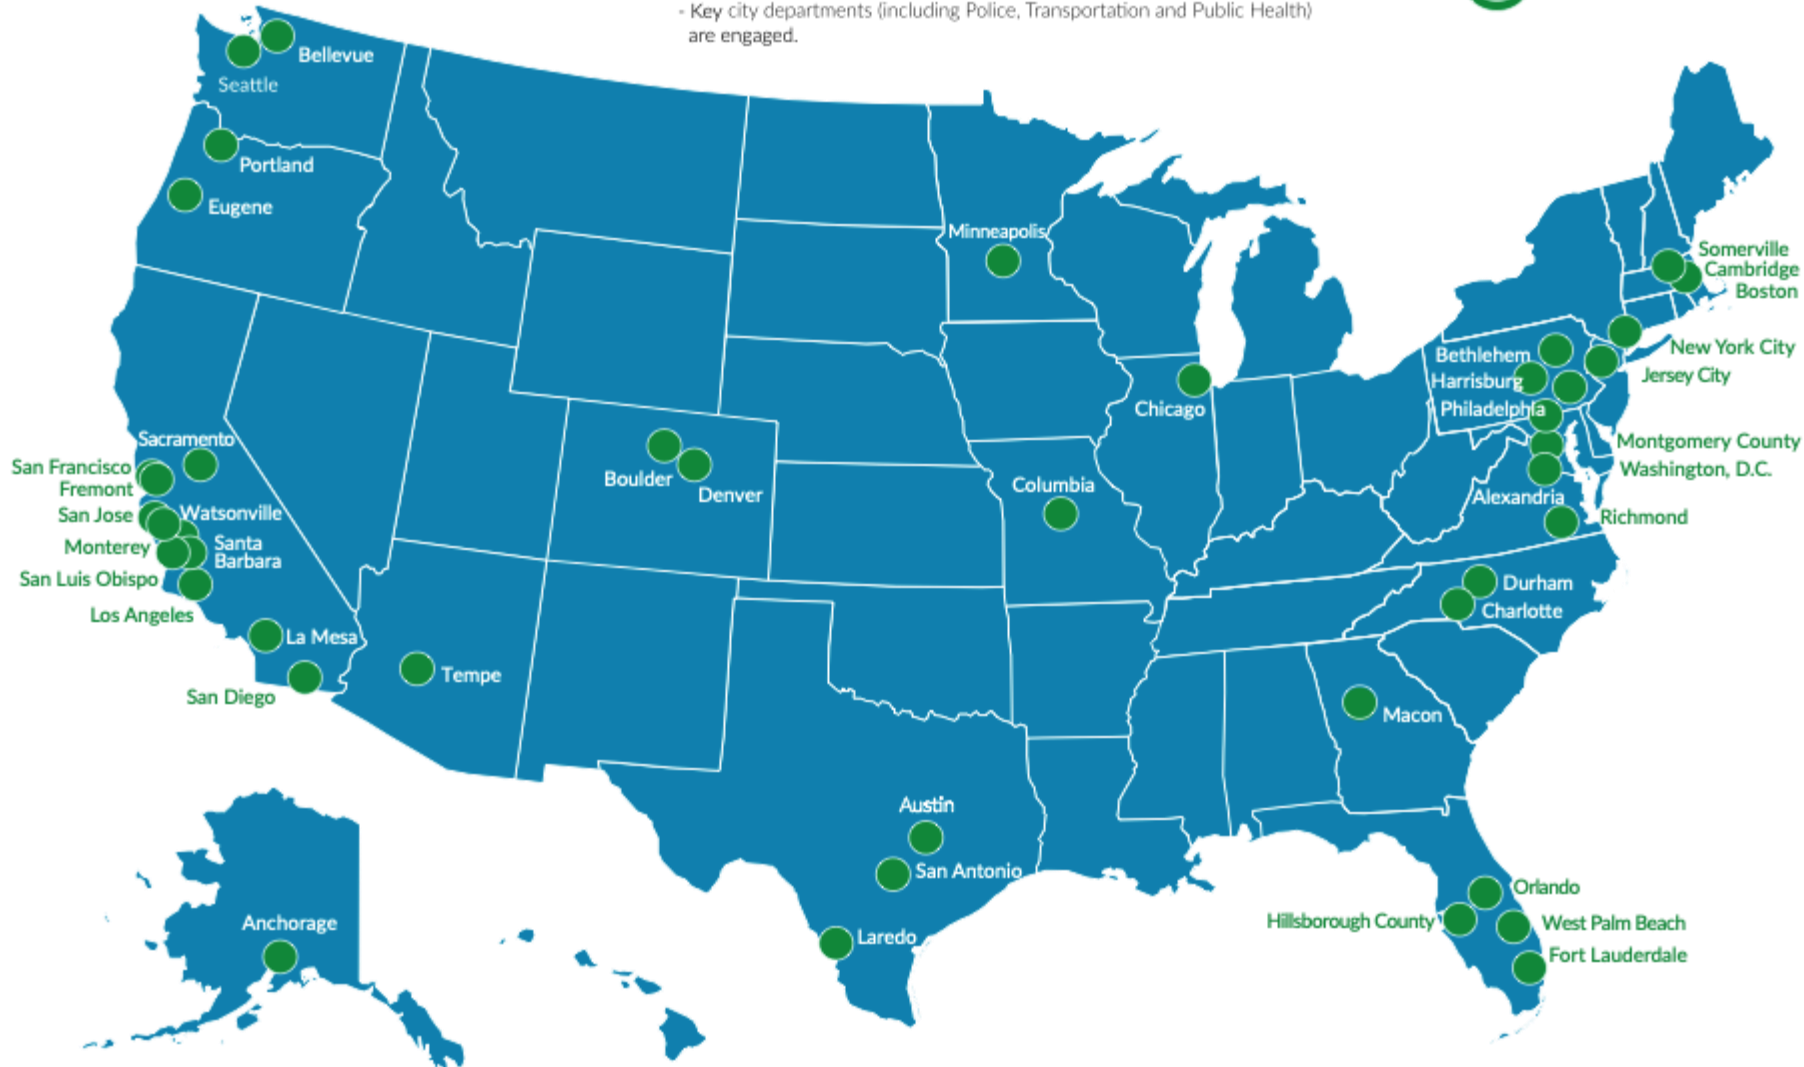 - Key city departments (including Police, Transportation and Public Health)
are engaged.
Bellevue
Seattle
Portland
Eugene
Minneapolis
Somerville
Cambridge
Boston
New York City
Bethlehem
Jersey City
Harrisburg
Chicago
Philadelphia
Sacramento
Montgomery County
San Francisco
Washington, D.C.
Boulder
Fremont
Denver
Columbia
Alexandria
San Jose
Watsonville
Richmond
Monterey
Santa
Barbara
San Luis Obispo
Durham
Los Angeles
Charlotte
La Mesa
Tempe
San Diego
Macon
Austin
San Antonio
Orlando
Hillsborough County
West Palm Beach
Anchorage
Laredo
Fort Lauderdale